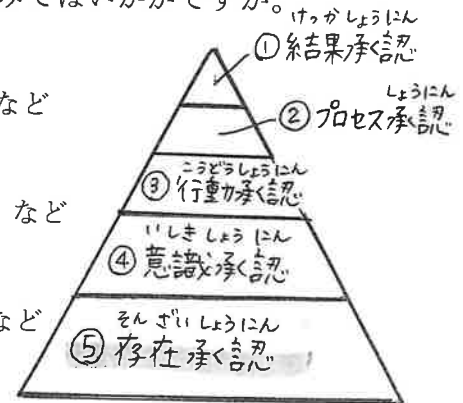 みてはいかがですか。
けっかしょうにん
①結果承認
など
しょうにん
②プロセス承認
こうどうしょうにん
③行動承認
など
いしきしょうにん
④意識承認
など
そんざいしょうにん
⑤存在承認